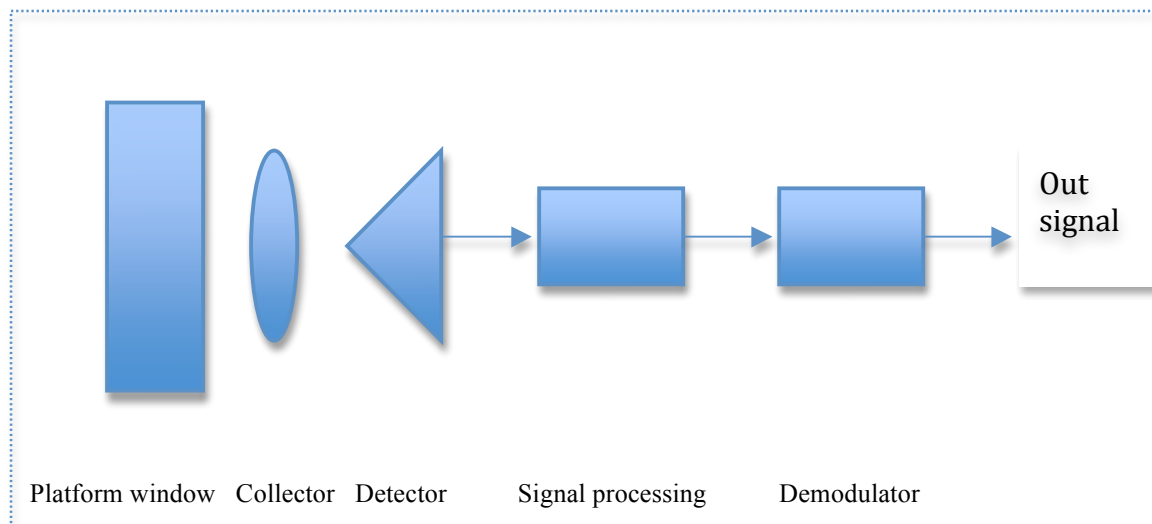 Out
signal
Platform window Collector Detector Signal processing Demodulator